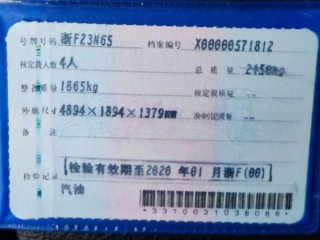 号牌号码 浙F23N65 档案编号 X00000571812
核定载人数 4人 总质量 2150kg
整备质量 1865kg 核定载质量 --
外廓尺寸 4894×1894×1379mm 准牵引总质量 --
备注
检验记录 【检验有效期至2020 年 01 月浙F(00)】
汽油
*3310031038086*